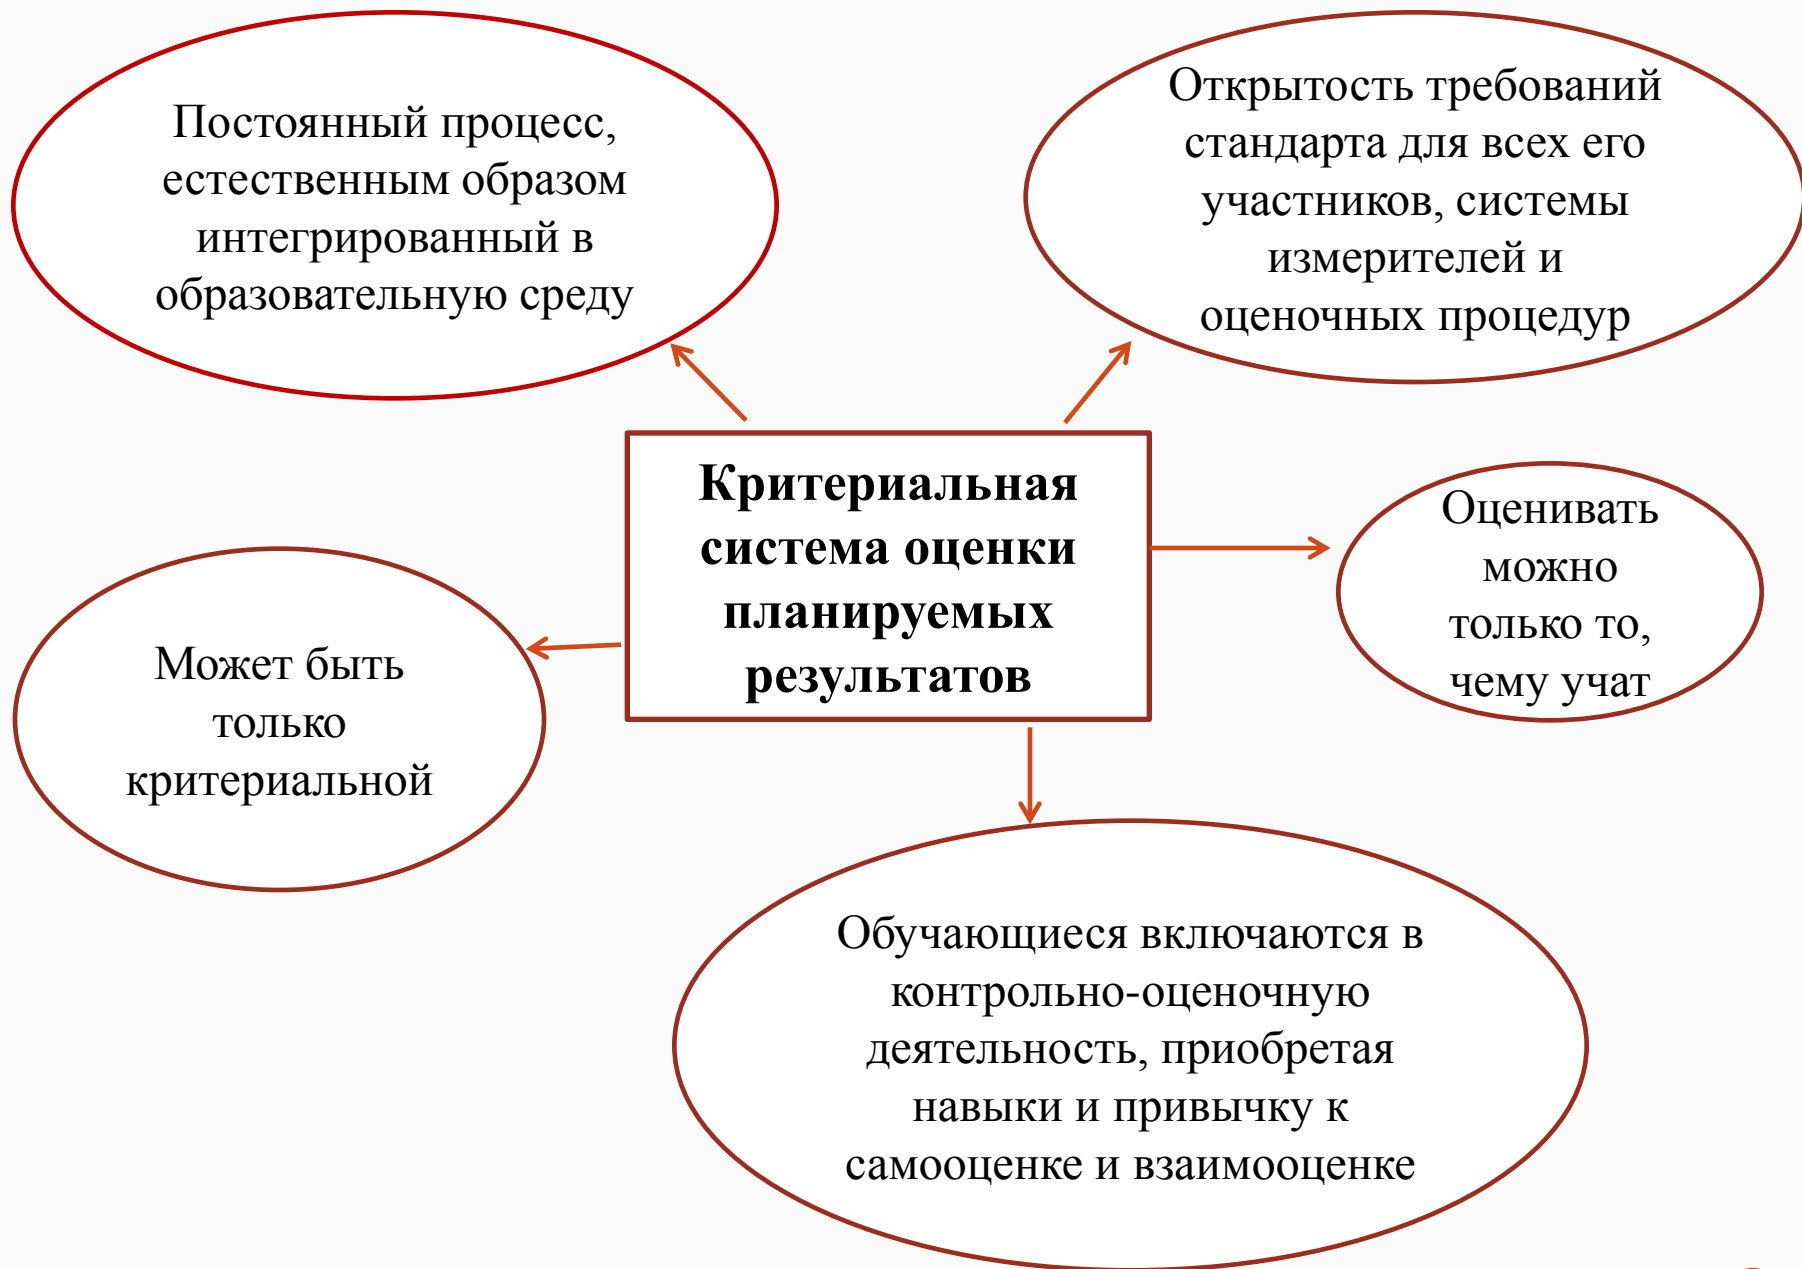 Постоянный процесс,
естественным образом
интегрированный в
образовательную среду
Открытость требований
стандарта для всех его
участников, системы
измерителей и
оценочных процедур
Критериальная
система оценки
планируемых
результатов
Оценивать
можно
только то,
чему учат
Может быть
только
критериальной
Обучающиеся включаются в
контрольно-оценочную
деятельность, приобретая
навыки и привычку к
самооценке и взаимооценке